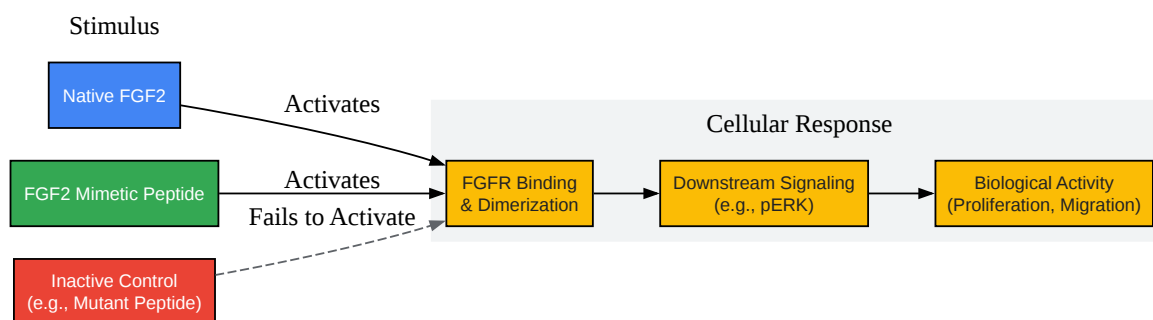 Stimulus
Native FGF2
Activates
Cellular Response
FGF2 Mimetic Peptide
Activates
Fails to Activate
FGFR Binding
& Dimerization
Downstream Signaling
(e.g., pERK)
Biological Activity
(Proliferation, Migration)
Inactive Control
(e.g., Mutant Peptide)